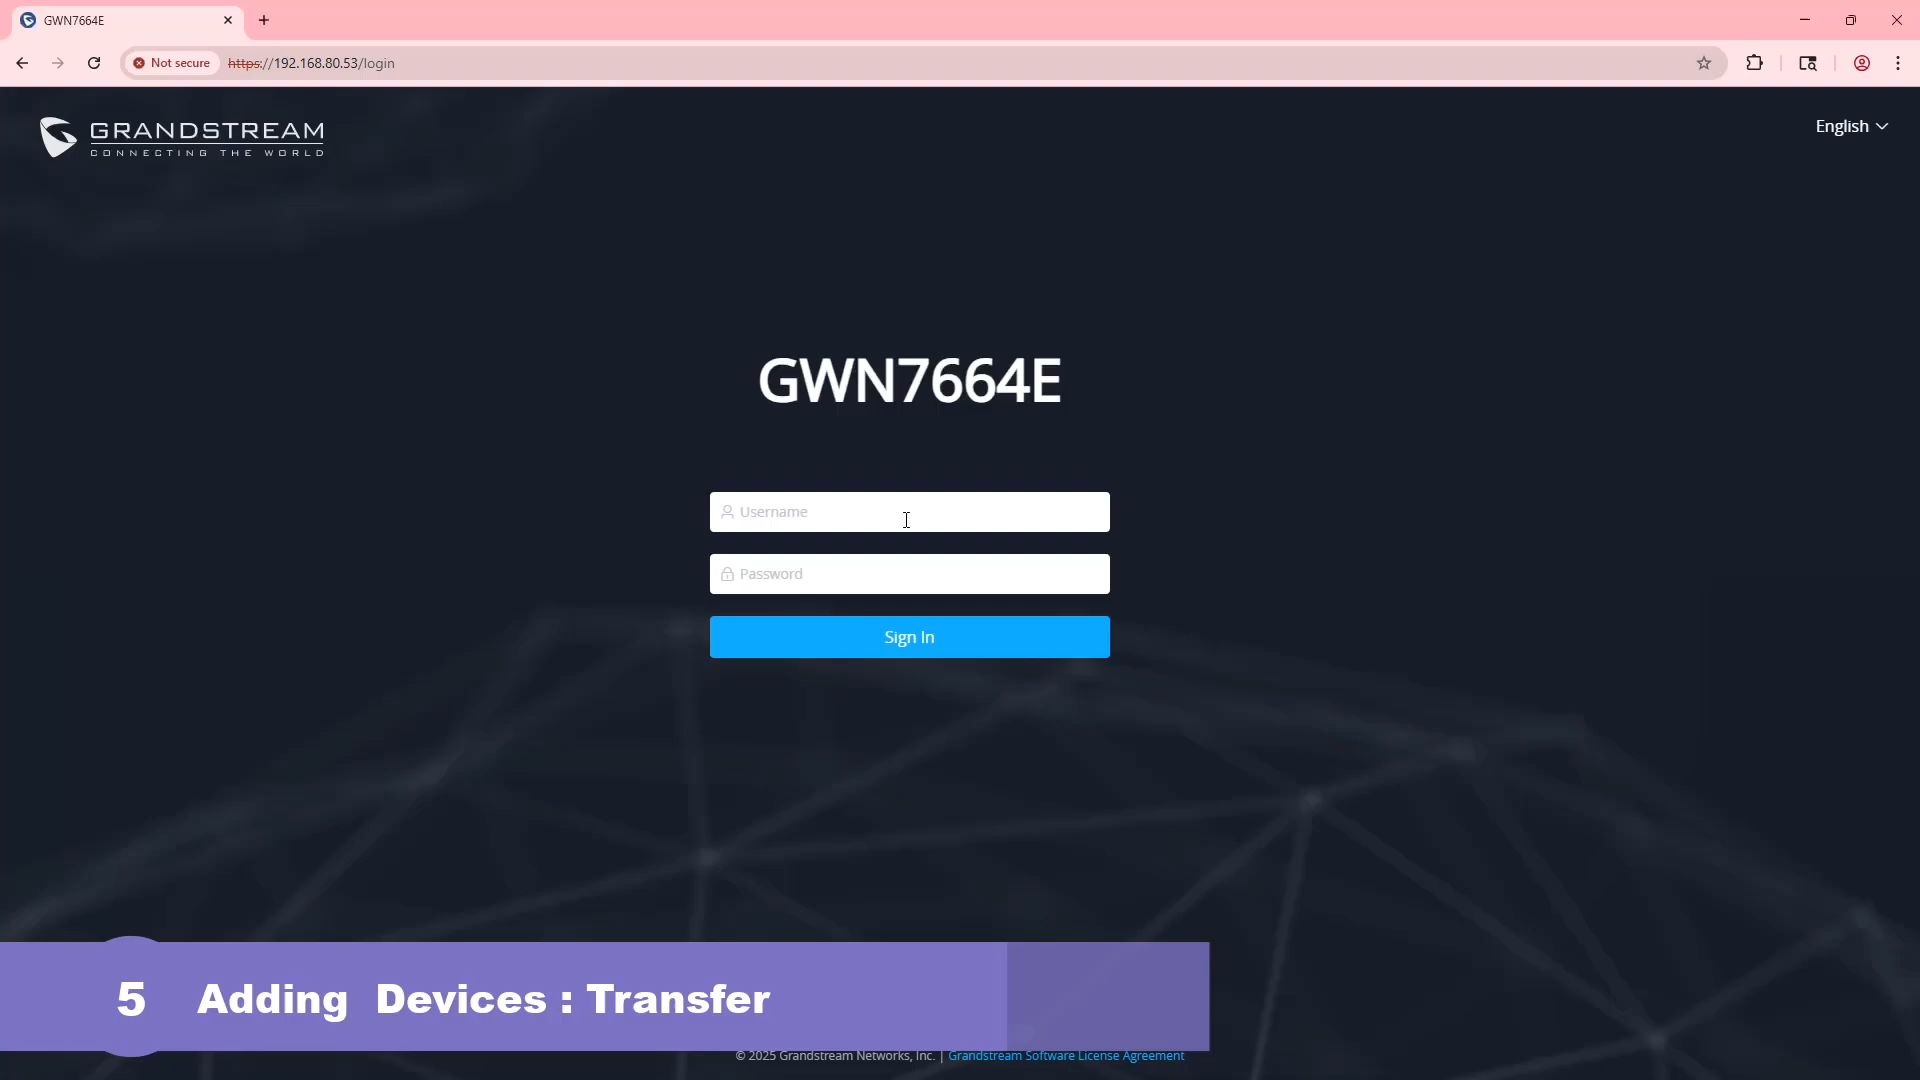 GWN7664E
Not secure
https://192.168.80.53/login
GRANDSTREAM
CONNECTING THE WORLD
English
GWN7664E
Username
Password
Sign In
5 Adding Devices : Transfer
© 2025 Grandstream Networks, Inc. | Grandstream Software License Agreement